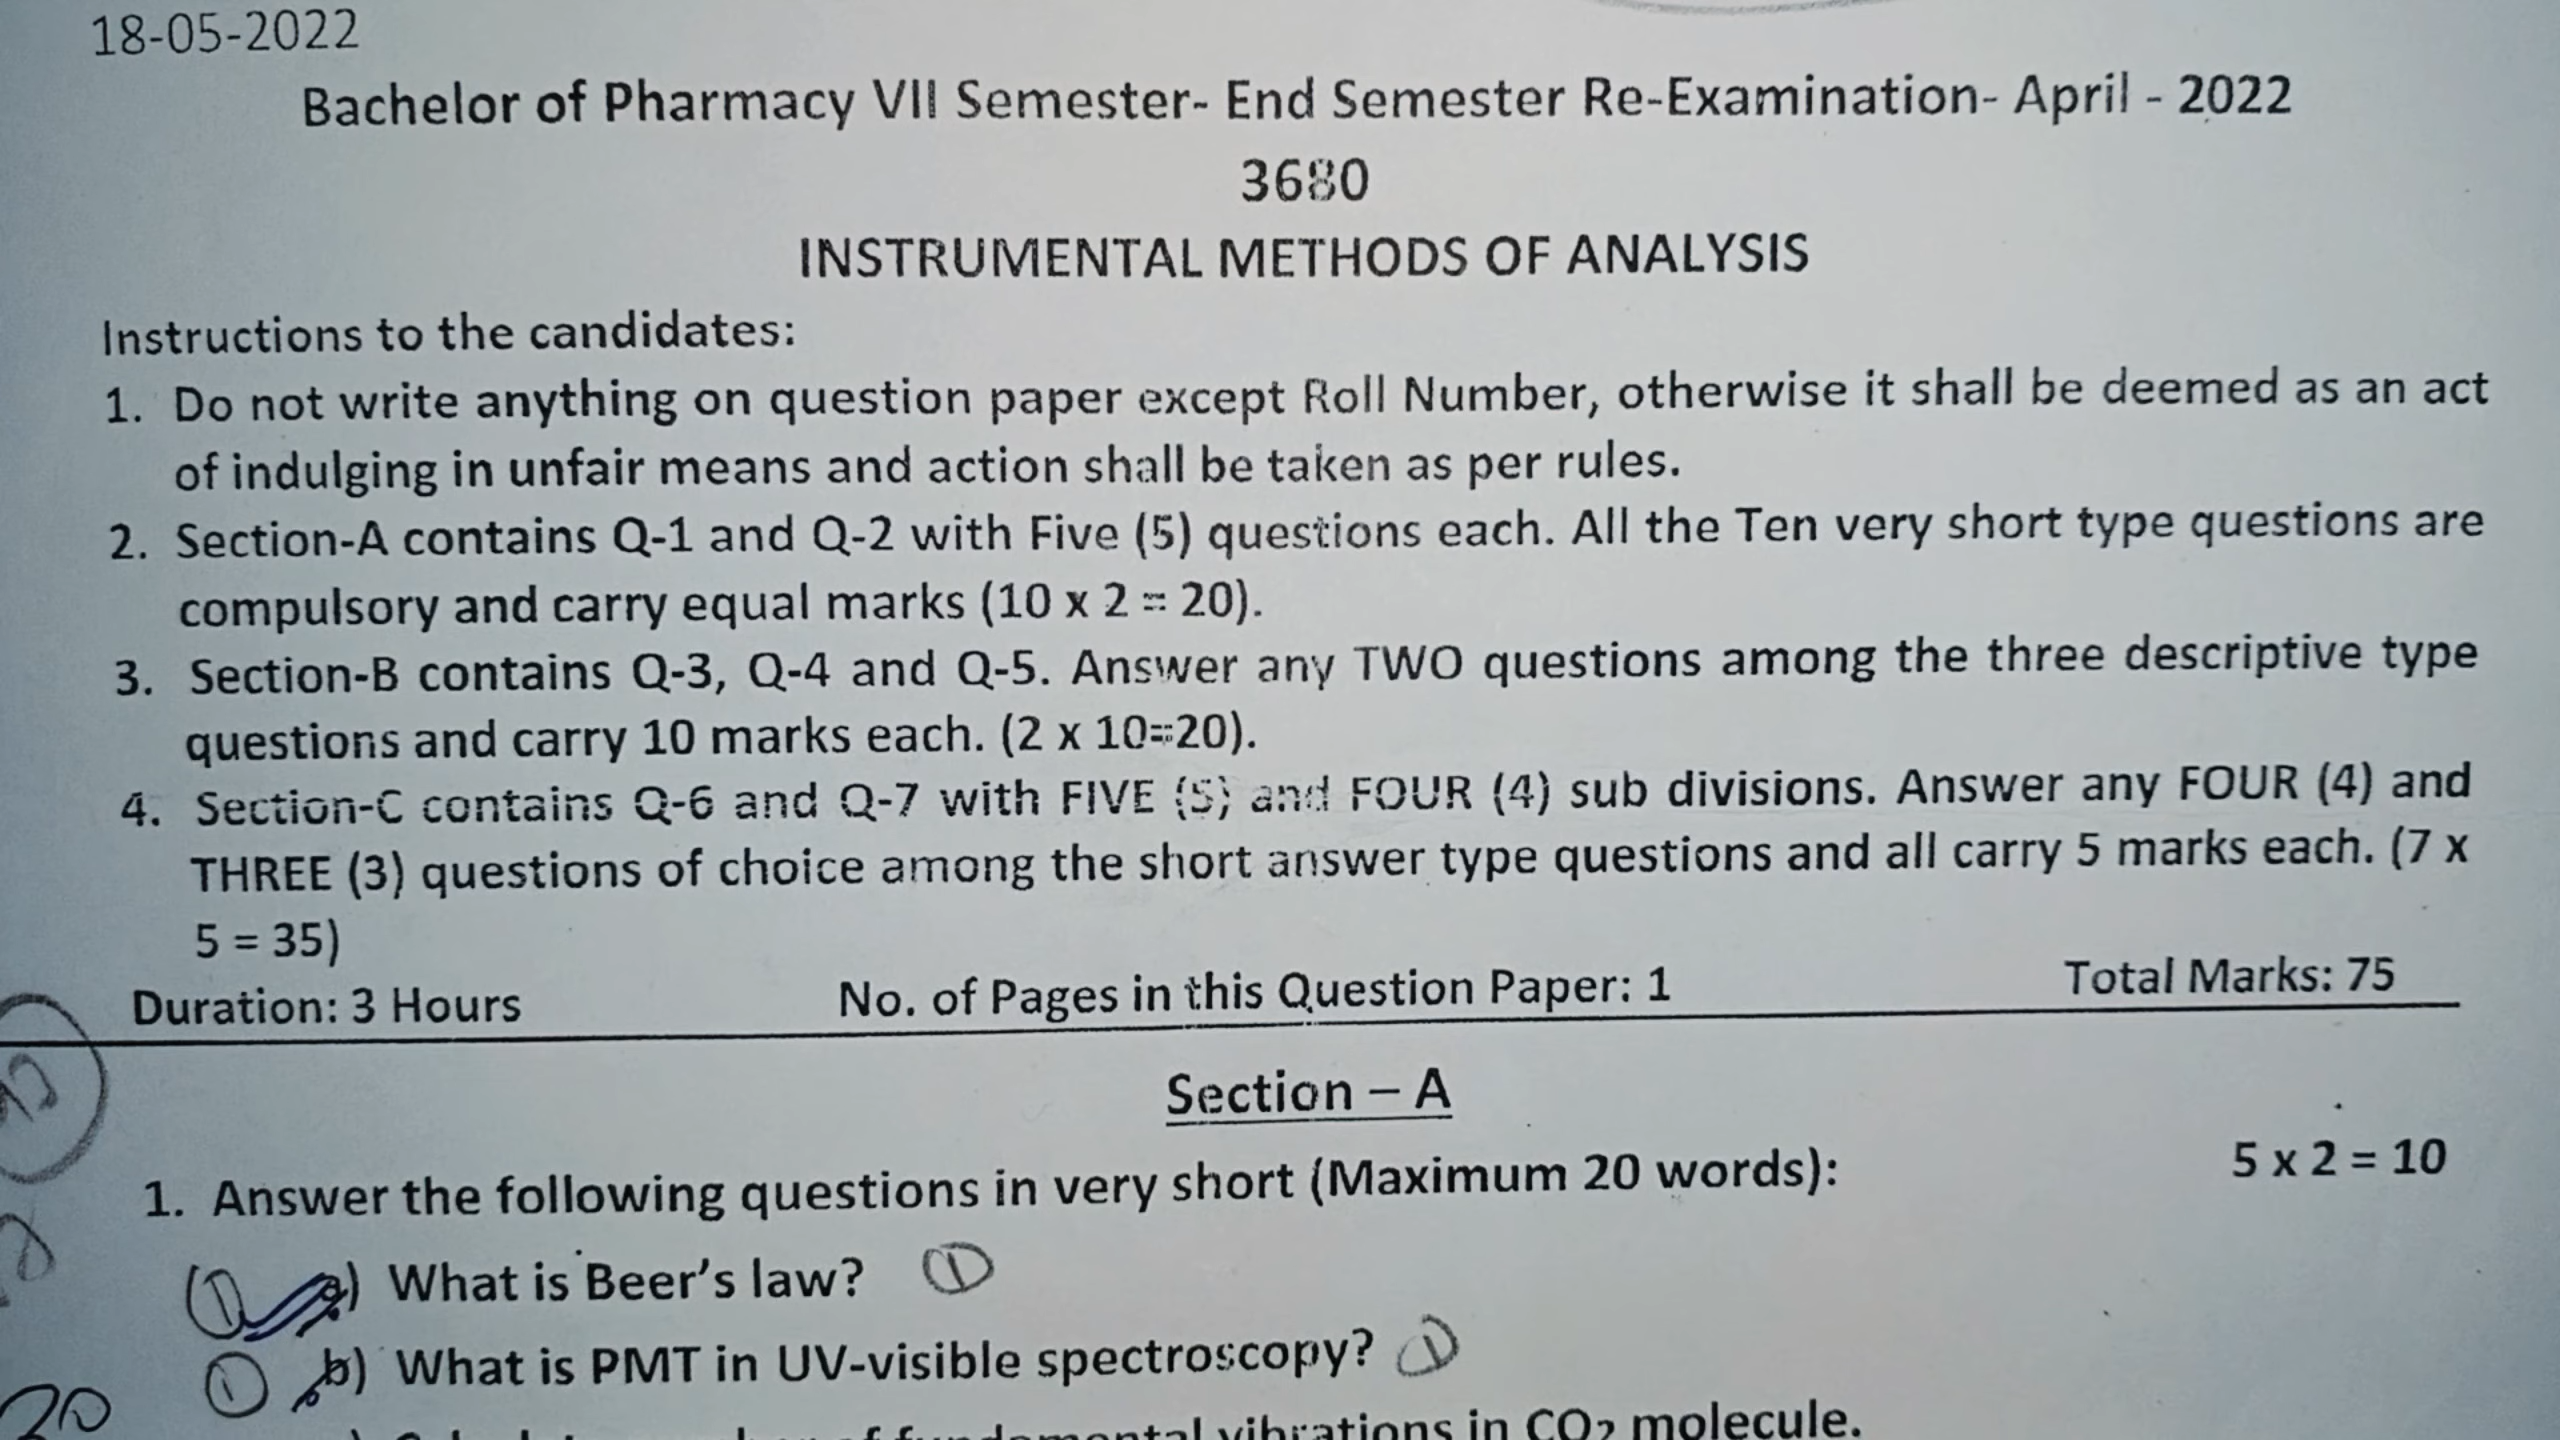 18-05-2022
Bachelor of Pharmacy VII Semester- End Semester Re-Examination- April - 2022
3680
INSTRUMENTAL METHODS OF ANALYSIS
Instructions to the candidates:
1. Do not write anything on question paper except Roll Number, otherwise it shall be deemed as an act
of indulging in unfair means and action shall be taken as per rules.
2. Section-A contains Q-1 and Q-2 with Five (5) questions each. All the Ten very short type questions are
compulsory and carry equal marks (10 x 2 = 20).
3. Section-B contains Q-3, Q-4 and Q-5. Answer any TWO questions among the three descriptive type
questions and carry 10 marks each. (2 x 10=20).
4. Section-C contains Q-6 and Q-7 with FIVE (5) and FOUR (4) sub divisions. Answer any FOUR (4) and
THREE (3) questions of choice among the short answer type questions and all carry 5 marks each. (7 x
5 = 35)
Duration: 3 Hours No. of Pages in this Question Paper: 1 Total Marks: 75
Section – A
1. Answer the following questions in very short (Maximum 20 words): 5 x 2 = 10
1 a) What is Beer's law? 1
1 b) What is PMT in UV-visible spectroscopy? 1
20
of fundamental vibrations in CO2 molecule.